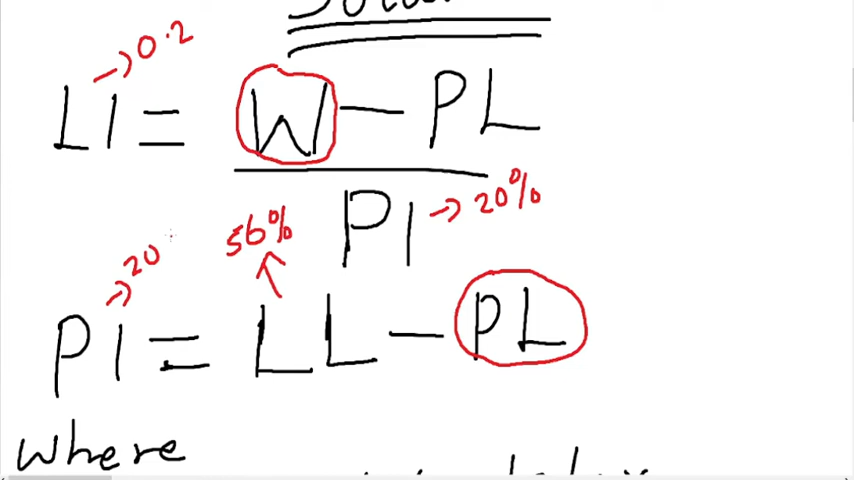 LI = W - PL
→ 0.2
PI → 20%
56%
→ 20
PI = LL - PL
where